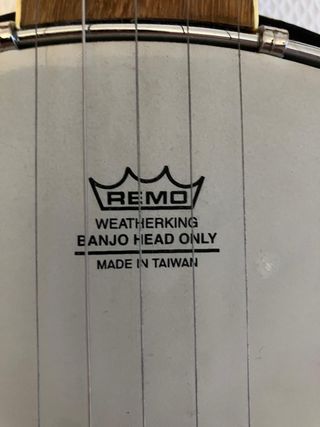 REMO
WEATHERKING
BANJO HEAD ONLY
MADE IN TAIWAN